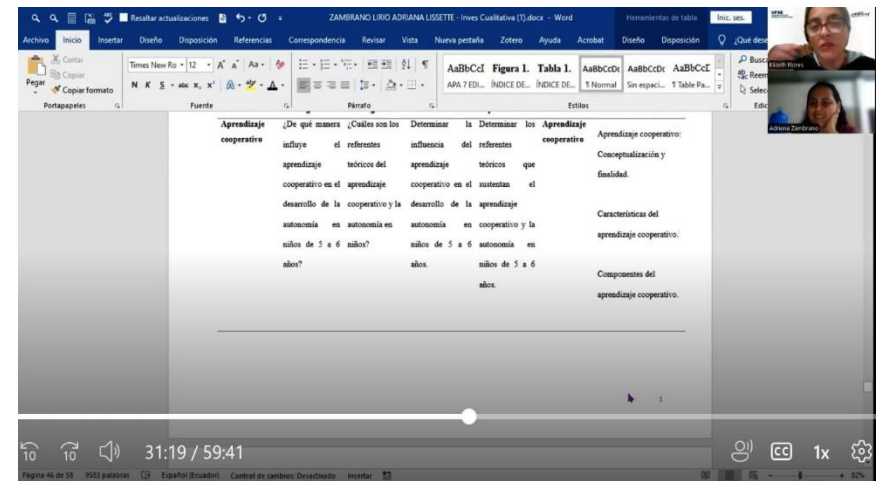 ZAMBRANO LIRIO ADRIANA LISSETTE - Inves Cualitativa (1).docx - Word
Resaltar actualizaciones
Herramientas de tabla
Inic. ses.
Archivo Inicio Insertar Diseño Disposición Referencias Correspondencia Revisar Vista Nueva pestaña Zotero Ayuda Acrobat Diseño Disposición ¿Qué dese
Cortar
Copiar
Copiar formato
Pegar
Times New Ro 12
N K S abc x, x²
AaBbCcI Figura 1. Tabla 1. AaBbCcDc AaBbCcDc AaBbCcL
APA 7 EDI... ÍNDICE DE... ÍNDICE DE... ¶ Normal Sin espaci... ¶ Table Pa...
Busc
Reem
Selec
Portapapeles Fuente Párrafo Estilos Edic
Elizeth Flores
Adriana Zambrano
Aprendizaje cooperativo
¿De qué manera influye el aprendizaje cooperativo en el desarrollo de la autonomía en niños de 5 a 6 años?
¿Cuáles son los referentes teóricos del aprendizaje cooperativo y la autonomía en niños?
Determinar la influencia del aprendizaje cooperativo en el desarrollo de la autonomía en niños de 5 a 6 años.
Determinar los referentes teóricos que sustentan el aprendizaje cooperativo y la autonomía en niños de 5 a 6 años.
Aprendizaje cooperativo
Aprendizaje cooperativo:
Conceptualización y
finalidad.
Características del
aprendizaje cooperativo.
Componentes del
aprendizaje cooperativo.
1
10 10 31:19 / 59:41 CC 1x
Página 46 de 58 9583 palabras Español (Ecuador) Control de cambios: Desactivado Insertar 82%